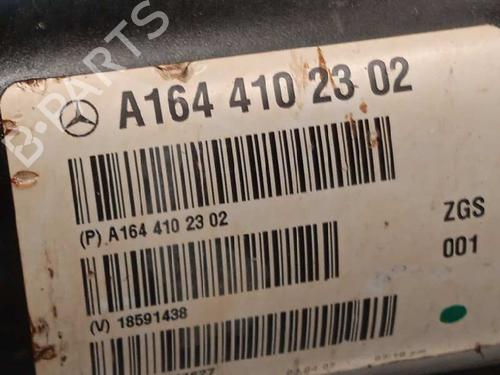 B-PARTS
A164 410 23 02
(P) A164 410 23 02
ZGS
001
(V) 18591438